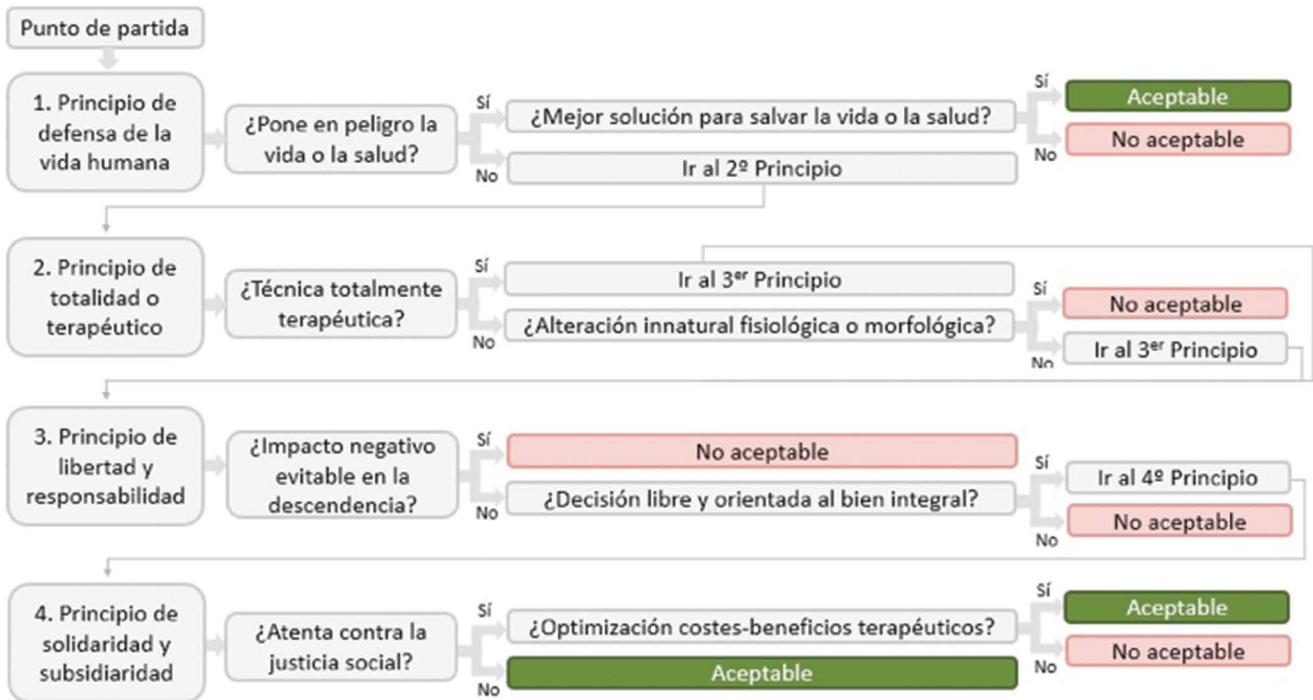 Punto de partida
1. Principio de
defensa de la
vida humana
¿Pone en peligro la
vida o la salud?
Sí
¿Mejor solución para salvar la vida o la salud?
Sí
Aceptable
No
No aceptable
No
Ir al 2º Principio
2. Principio de
totalidad o
terapéutico
¿Técnica totalmente
terapéutica?
Sí
Ir al 3er Principio
No
¿Alteración innatural fisiológica o morfológica?
Sí
No aceptable
No
Ir al 3er Principio
3. Principio de
libertad y
responsabilidad
¿Impacto negativo
evitable en la
descendencia?
Sí
No aceptable
No
¿Decisión libre y orientada al bien integral?
Sí
Ir al 4º Principio
No
No aceptable
4. Principio de
solidaridad y
subsidiaridad
¿Atenta contra la
justicia social?
Sí
¿Optimización costes-beneficios terapéuticos?
Sí
Aceptable
No
No aceptable
No
Aceptable